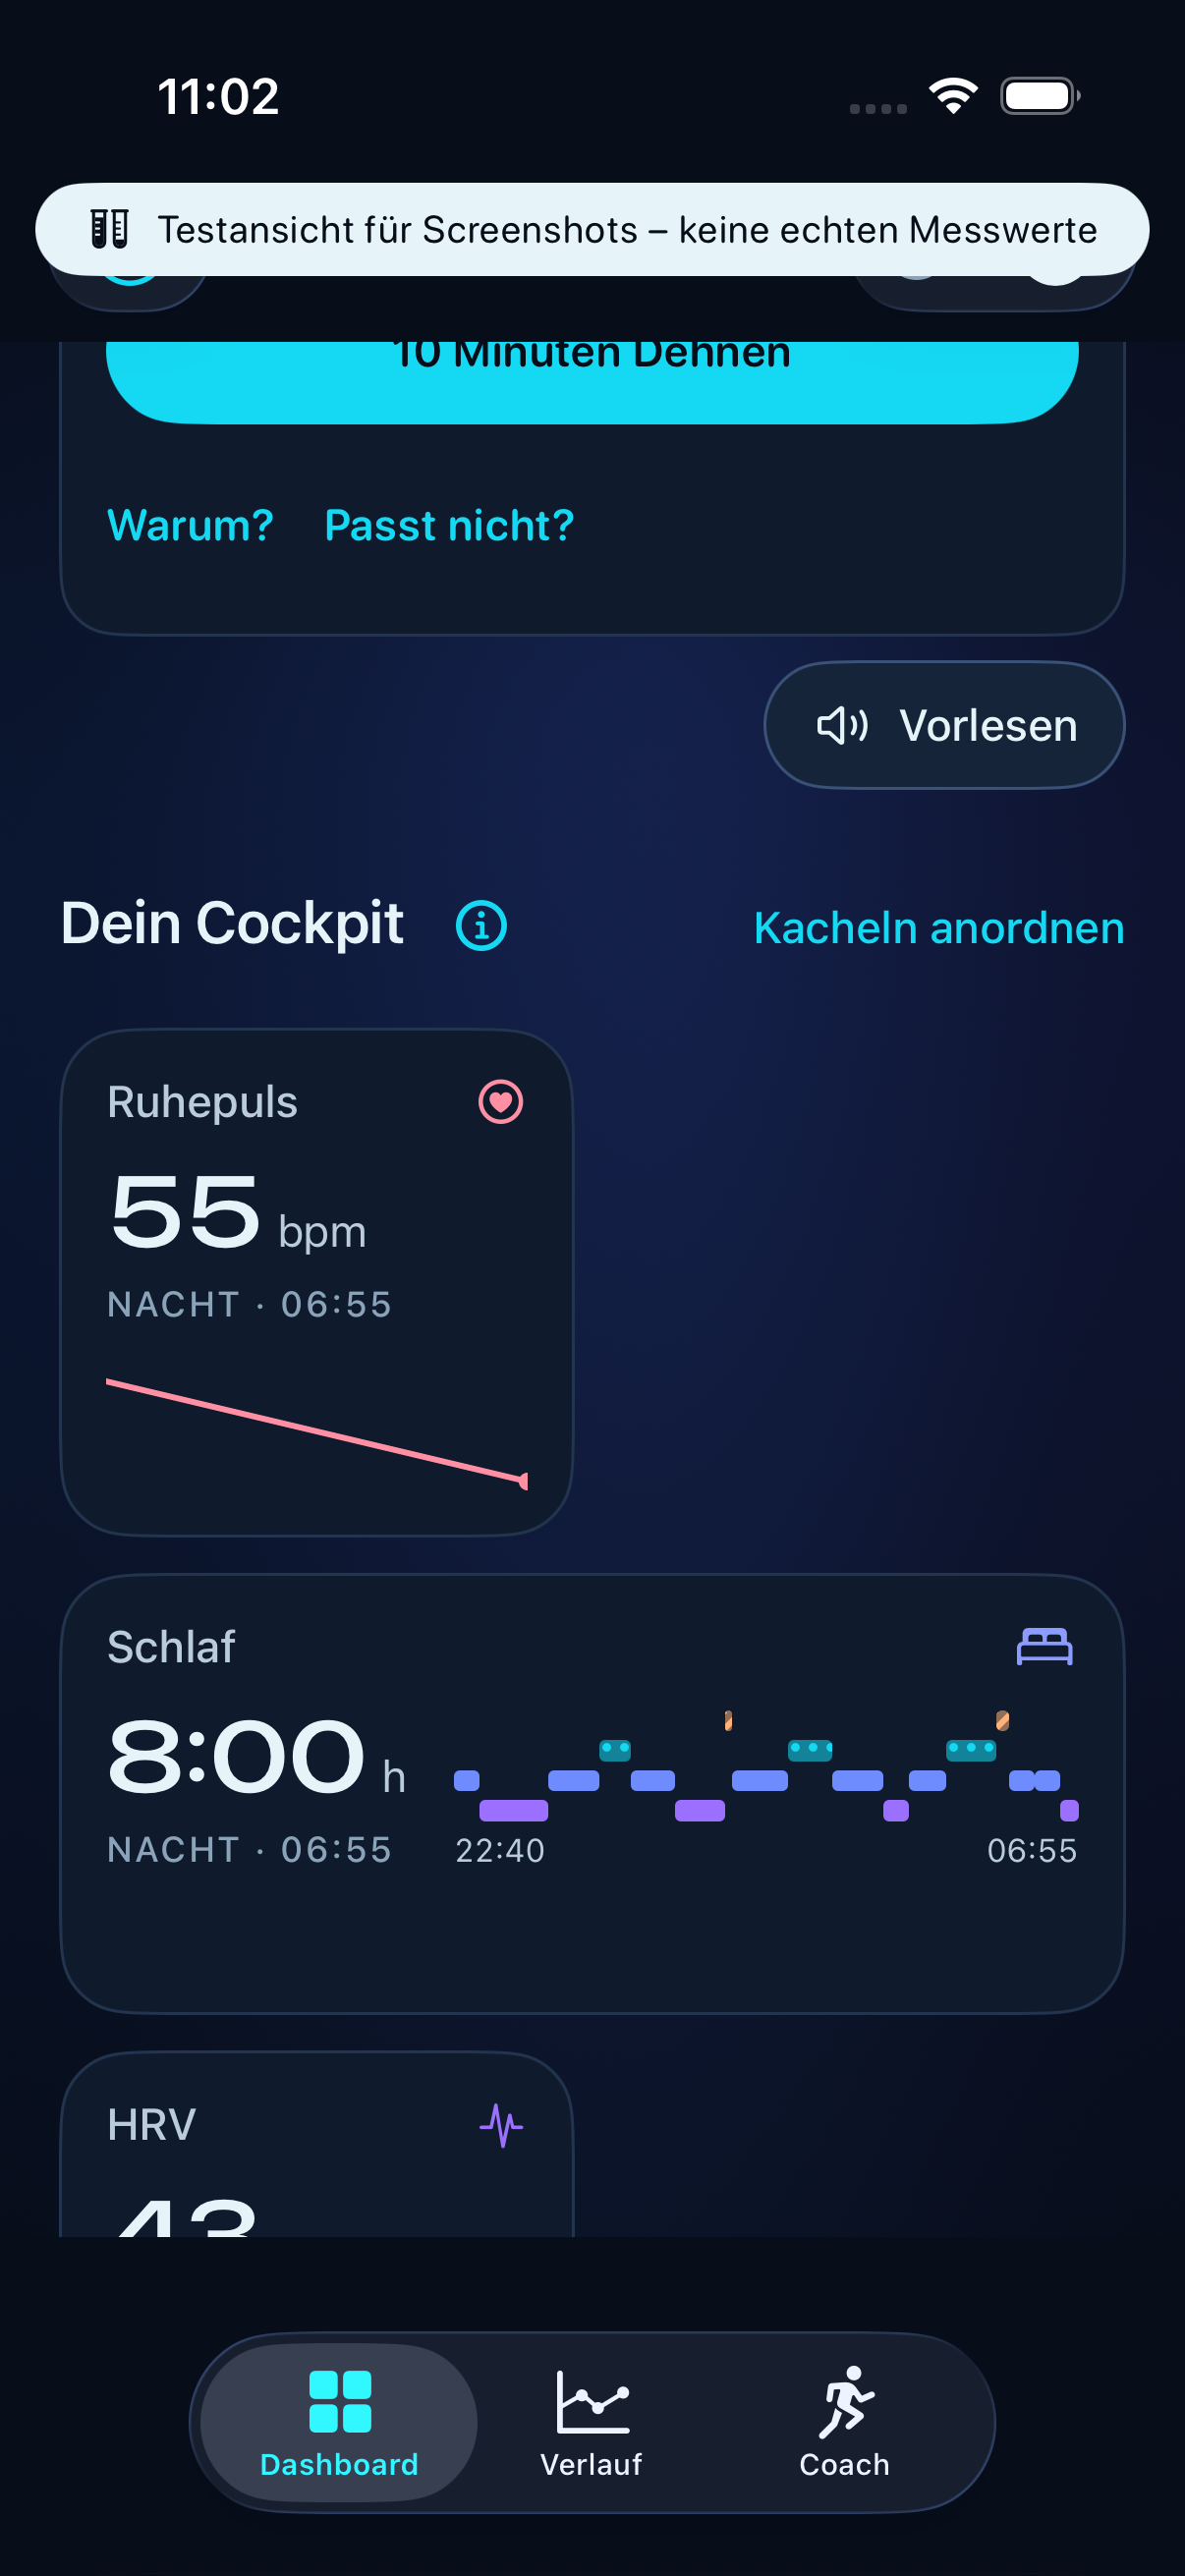 11:02
Testansicht für Screenshots – keine echten Messwerte
10 Minuten Dehnen
Warum? Passt nicht?
Vorlesen
Dein Cockpit
Kacheln anordnen
Ruhepuls
55 bpm
NACHT · 06:55
Schlaf
8:00 h
NACHT · 06:55
22:40 06:55
HRV
43
Dashboard Verlauf Coach